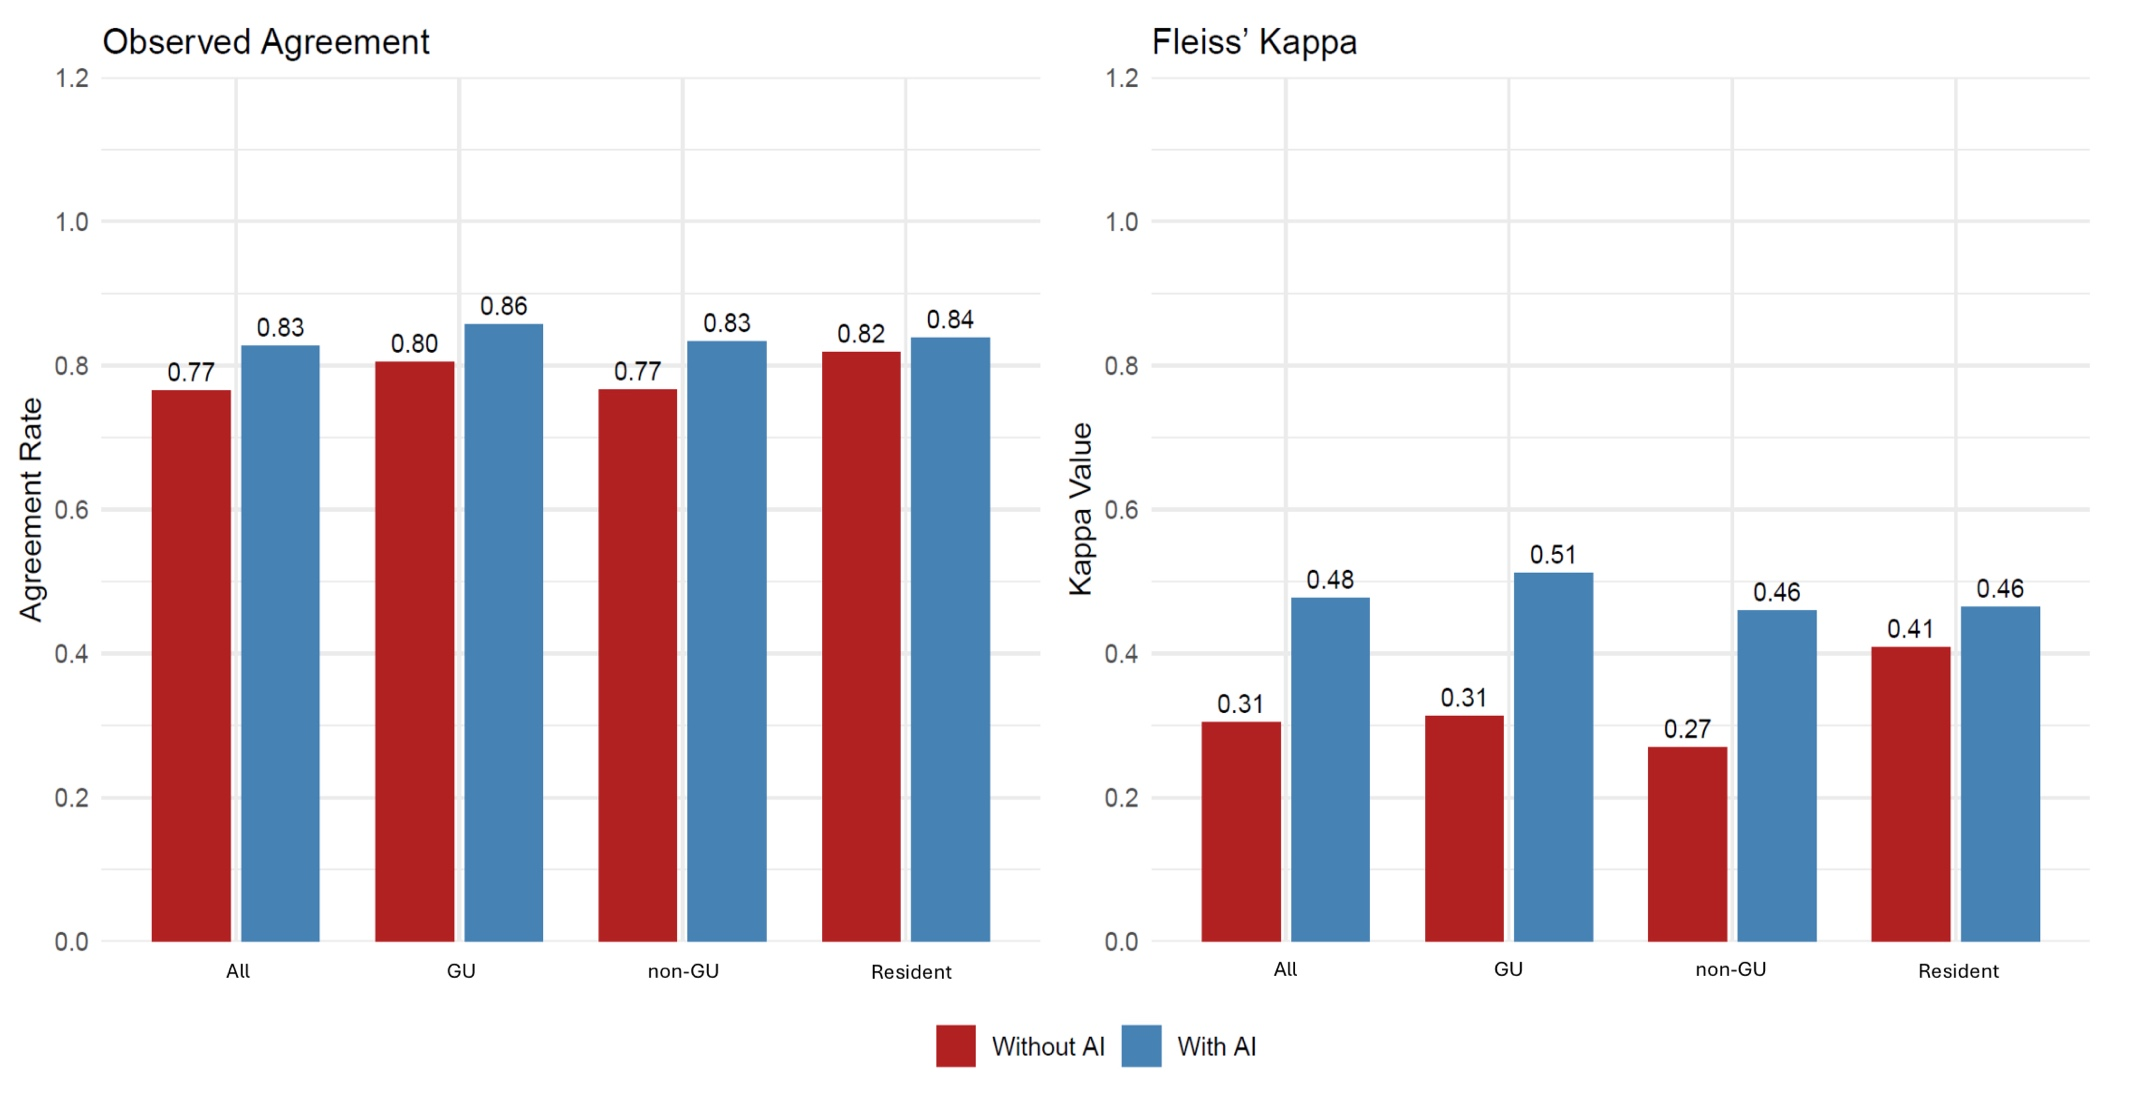 Observed Agreement
Agreement Rate
1.2
1.0
0.8
0.6
0.4
0.2
0.0
0.77
0.83
0.80
0.86
0.77
0.83
0.82
0.84
All
GU
non-GU
Resident
Fleiss’ Kappa
Kappa Value
1.2
1.0
0.8
0.6
0.4
0.2
0.0
0.31
0.48
0.31
0.51
0.27
0.46
0.41
0.46
All
GU
non-GU
Resident
Without AI
With AI